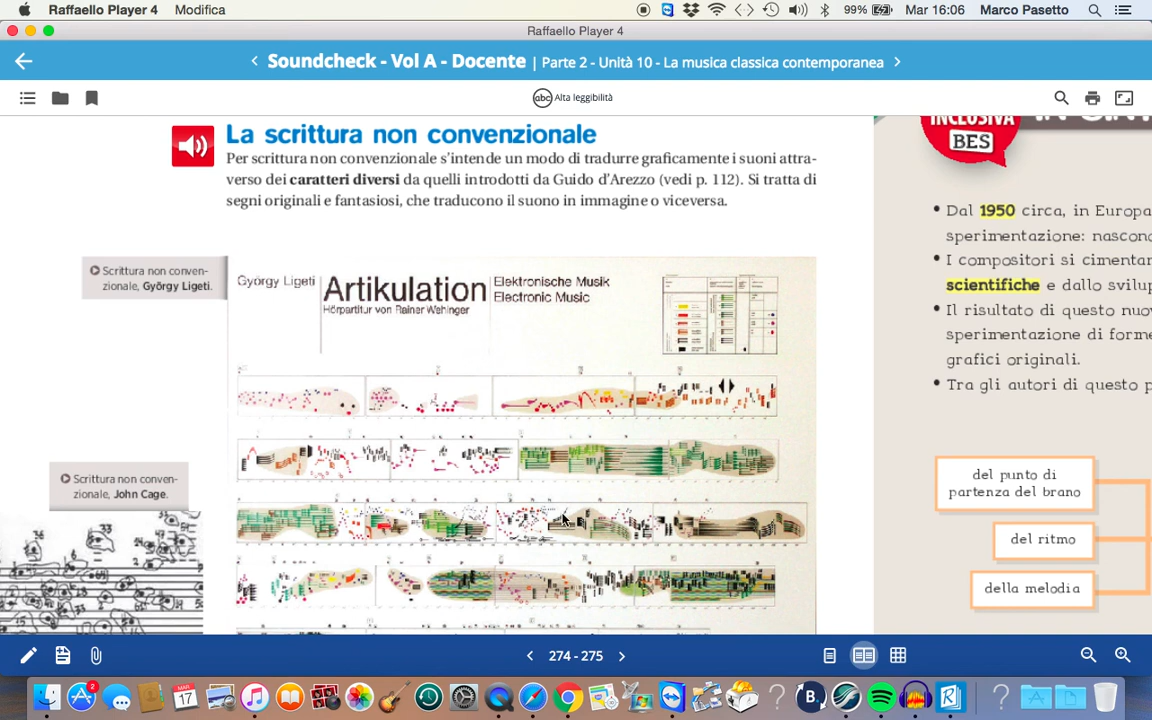 Raffaello Player 4 Modifica 99% Mar 16:06 Marco Pasetto
Raffaello Player 4
Soundcheck - Vol A - Docente | Parte 2 - Unità 10 - La musica classica contemporanea
abc Alta leggibilità
La scrittura non convenzionale
Per scrittura non convenzionale s'intende un modo di tradurre graficamente i suoni attra-
verso dei caratteri diversi da quelli introdotti da Guido d'Arezzo (vedi p. 112). Si tratta di
segni originali e fantasiosi, che traducono il suono in immagine o viceversa.
Scrittura non conven-
zionale, György Ligeti.
György Ligeti
Artikulation
Elektronische Musik
Electronic Music
Hörpartitur von Rainer Wehinger
Scrittura non conven-
zionale, John Cage.
INCLUSIVA
BES
• Dal 1950 circa, in Europa
sperimentazione: nascono
• I compositori si cimentar
scientifiche e dallo svilup
• Il risultato di questo nuov
sperimentazione di forme
grafici originali.
• Tra gli autori di questo p
del punto di
partenza del brano
del ritmo
della melodia
274 - 275
2
MAR
17
B
R